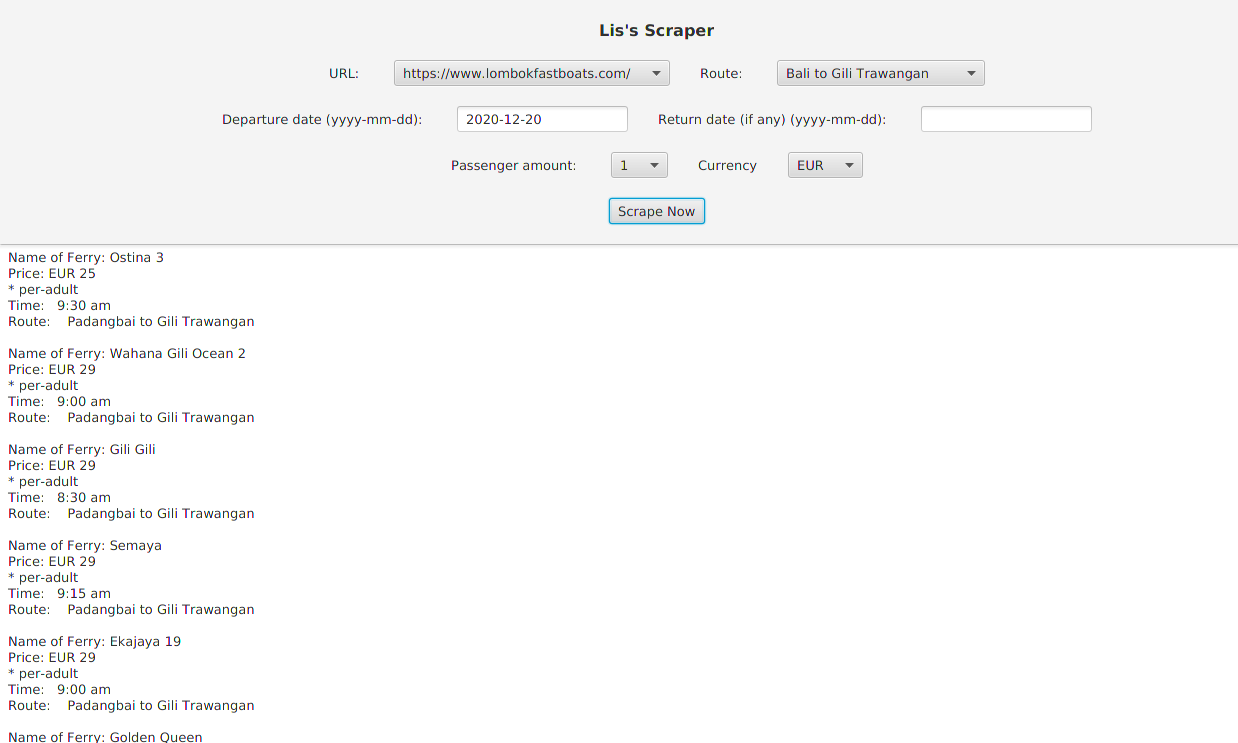 Lis's Scraper
URL: https://www.lombokfastboats.com/ Route: Bali to Gili Trawangan
Departure date (yyyy-mm-dd): 2020-12-20 Return date (if any) (yyyy-mm-dd):
Passenger amount: 1 Currency EUR
Scrape Now
Name of Ferry: Ostina 3
Price: EUR 25
* per-adult
Time: 9:30 am
Route: Padangbai to Gili Trawangan
Name of Ferry: Wahana Gili Ocean 2
Price: EUR 29
* per-adult
Time: 9:00 am
Route: Padangbai to Gili Trawangan
Name of Ferry: Gili Gili
Price: EUR 29
* per-adult
Time: 8:30 am
Route: Padangbai to Gili Trawangan
Name of Ferry: Semaya
Price: EUR 29
* per-adult
Time: 9:15 am
Route: Padangbai to Gili Trawangan
Name of Ferry: Ekajaya 19
Price: EUR 29
* per-adult
Time: 9:00 am
Route: Padangbai to Gili Trawangan
Name of Ferry: Golden Queen